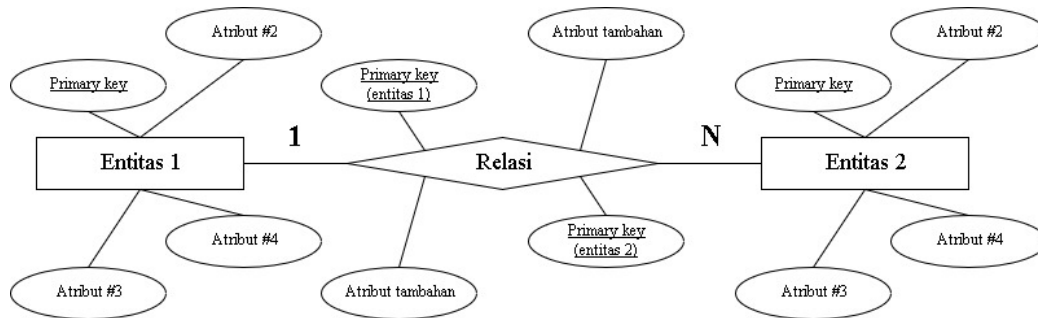 Atribut #2
Atribut tambahan
Atribut #2
Primary key
Primary key
(entitas 1)
Primary key
1
N
Entitas 1
Relasi
Entitas 2
Atribut #4
Primary key
(entitas 2)
Atribut #4
Atribut #3
Atribut tambahan
Atribut #3